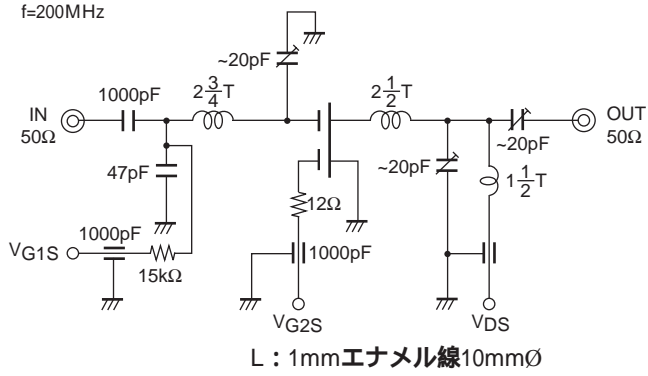 f=200MHz
~20pF
1000pF
2 3/4 T
2 1/2 T
IN
50Ω
OUT
50Ω
~20pF
~20pF
47pF
1 1/2 T
12Ω
1000pF
1000pF
VG1S
15kΩ
VG2S
VDS
L：1mmエナメル線10mmØ